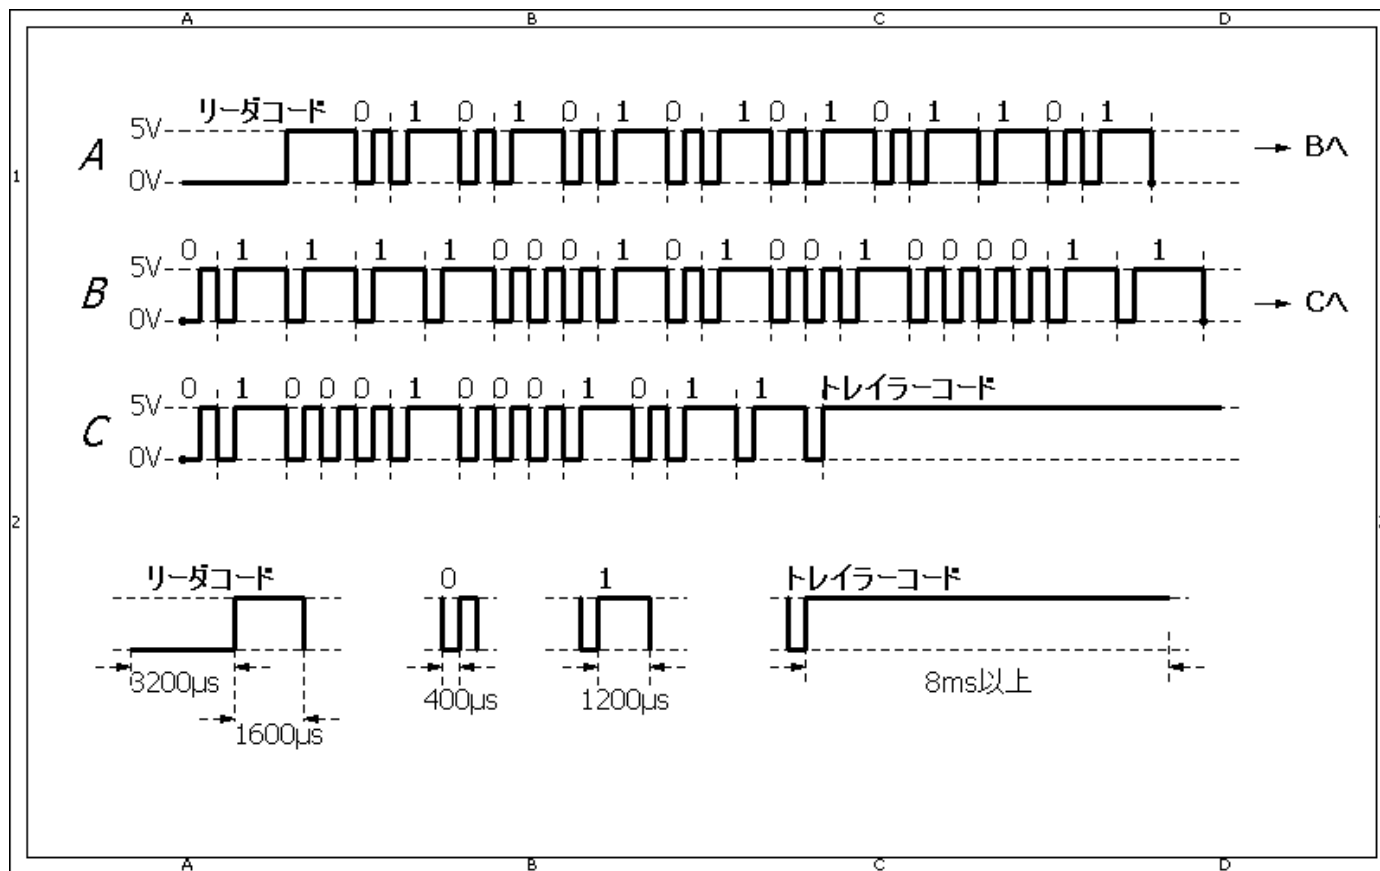 A B C D
リーダコード 0 1 0 1 0 1 0 1 0 1 0 1 1 0 1
5V
A
0V
Bへ
1
0 1 1 1 1 0 0 0 1 0 1 0 0 1 0 0 0 0 1 1
5V
B
0V
Cへ
0 1 0 0 0 1 0 0 0 1 0 1 1 トレイラーコード
5V
C
0V
2
リーダコード 0 1 トレイラーコード
3200μs 400μs 1200μs 8ms以上
1600μs
A B C D